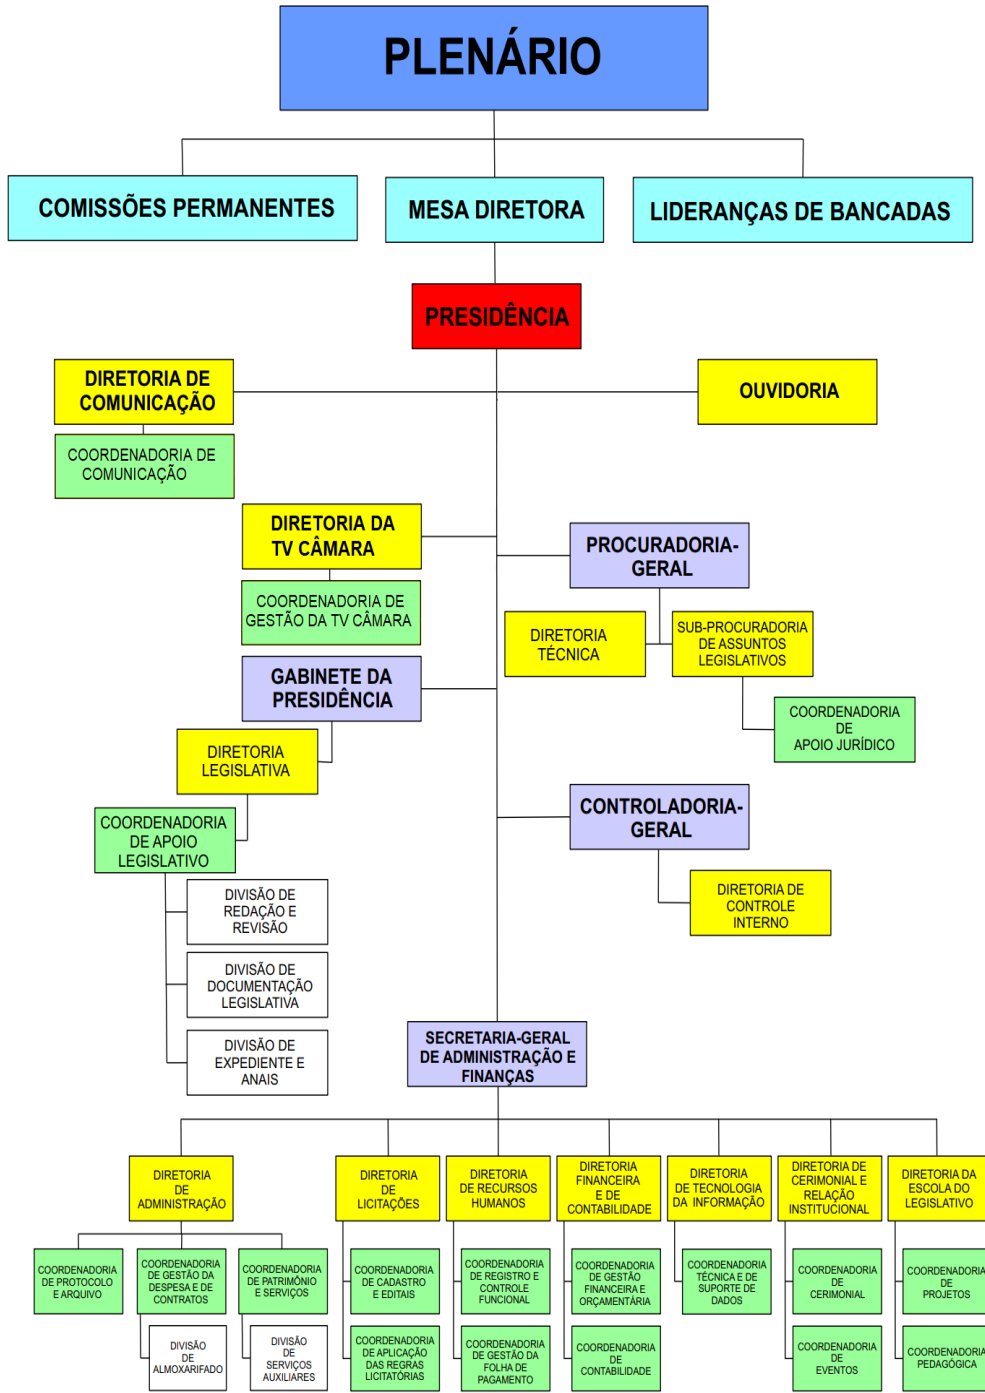 PLENÁRIO
COMISSÕES PERMANENTES
MESA DIRETORA
LIDERANÇAS DE BANCADAS
PRESIDÊNCIA
DIRETORIA DE
COMUNICAÇÃO
OUVIDORIA
COORDENADORIA DE
COMUNICAÇÃO
DIRETORIA DA
TV CÂMARA
PROCURADORIA-
GERAL
COORDENADORIA DE
GESTÃO DA TV CÂMARA
DIRETORIA
TÉCNICA
SUB-PROCURADORIA
DE ASSUNTOS
LEGISLATIVOS
GABINETE DA
PRESIDÊNCIA
COORDENADORIA
DE
APOIO JURÍDICO
DIRETORIA
LEGISLATIVA
CONTROLADORIA-
GERAL
COORDENADORIA
DE APOIO
LEGISLATIVO
DIRETORIA DE
CONTROLE
INTERNO
DIVISÃO DE
REDAÇÃO E
REVISÃO
DIVISÃO DE
DOCUMENTAÇÃO
LEGISLATIVA
DIVISÃO DE
EXPEDIENTE E
ANAIS
SECRETARIA-GERAL
DE ADMINISTRAÇÃO E
FINANÇAS
DIRETORIA
DE
ADMINISTRAÇÃO
DIRETORIA
DE
LICITAÇÕES
DIRETORIA
DE RECURSOS
HUMANOS
DIRETORIA
FINANCEIRA
E DE
CONTABILIDADE
DIRETORIA
DE TECNOLOGIA
DA INFORMAÇÃO
DIRETORIA DE
CERIMONIAL E
RELAÇÃO
INSTITUCIONAL
DIRETORIA DA
ESCOLA DO
LEGISLATIVO
COORDENADORIA
DE PROTOCOLO
E ARQUIVO
COORDENADORIA
DE GESTÃO DA
DESPESA E DE
CONTRATOS
COORDENADORIA
DE PATRIMÔNIO
E SERVIÇOS
COORDENADORIA
DE CADASTRO
E EDITAIS
COORDENADORIA
DE REGISTRO E
CONTROLE
FUNCIONAL
COORDENADORIA
DE GESTÃO
FINANCEIRA E
ORÇAMENTÁRIA
COORDENADORIA
TÉCNICA E DE
SUPORTE DE
DADOS
COORDENADORIA
DE
CERIMONIAL
COORDENADORIA
DE
PROJETOS
DIVISÃO
DE
ALMOXARIFADO
DIVISÃO
DE
SERVIÇOS
AUXILIARES
COORDENADORIA
DE APLICAÇÃO
DAS REGRAS
LICITATÓRIAS
COORDENADORIA
DE GESTÃO DA
FOLHA DE
PAGAMENTO
COORDENADORIA
DE
CONTABILIDADE
COORDENADORIA
DE
EVENTOS
COORDENADORIA
PEDAGÓGICA